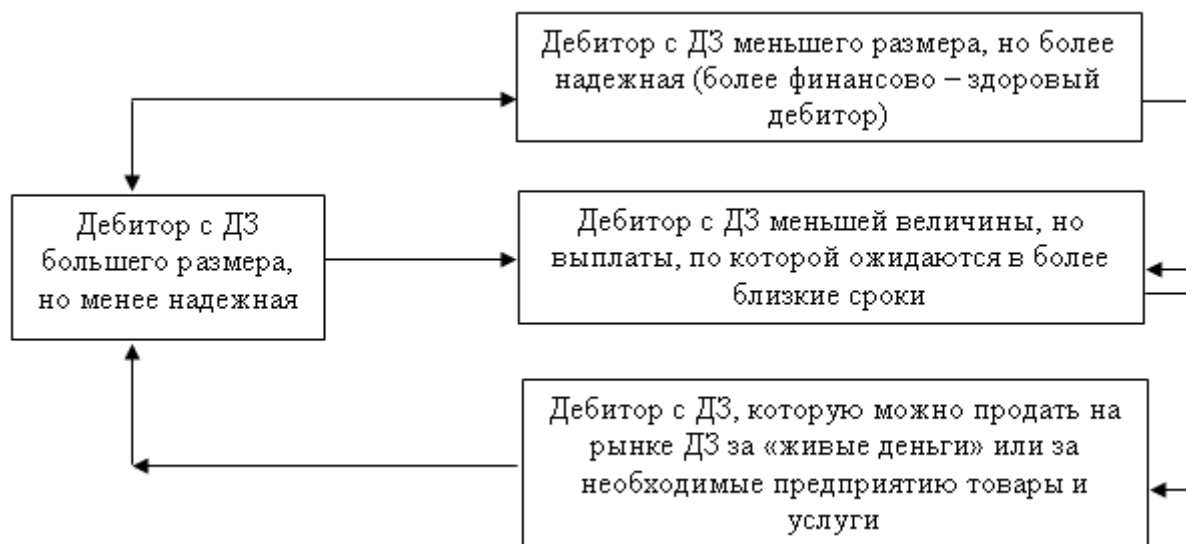 Дебитор с ДЗ меньшего размера, но более
надежная (более финансово – здоровый
дебитор)
Дебитор с ДЗ
большего размера,
но менее надежная
Дебитор с ДЗ меньшей величины, но
выплаты, по которой ожидаются в более
близкие сроки
Дебитор с ДЗ, которую можно продать на
рынке ДЗ за «живые деньги» или за
необходимые предприятию товары и
услуги